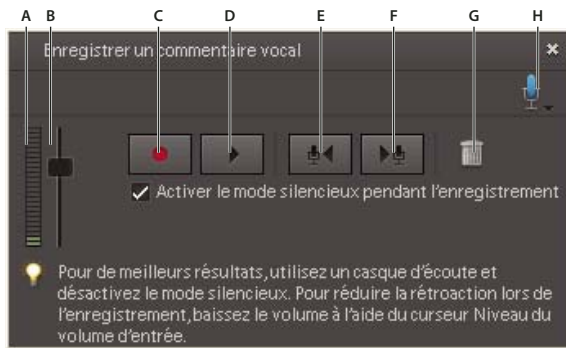 A B C D E F G H
Enregistrer un commentaire vocal
Activer le mode silencieux pendant l'enregistrement
Pour de meilleurs résultats, utilisez un casque d'écoute et
désactivez le mode silencieux. Pour réduire la rétroaction lors de
l'enregistrement, baissez le volume à l'aide du curseur Niveau du
volume d'entrée.